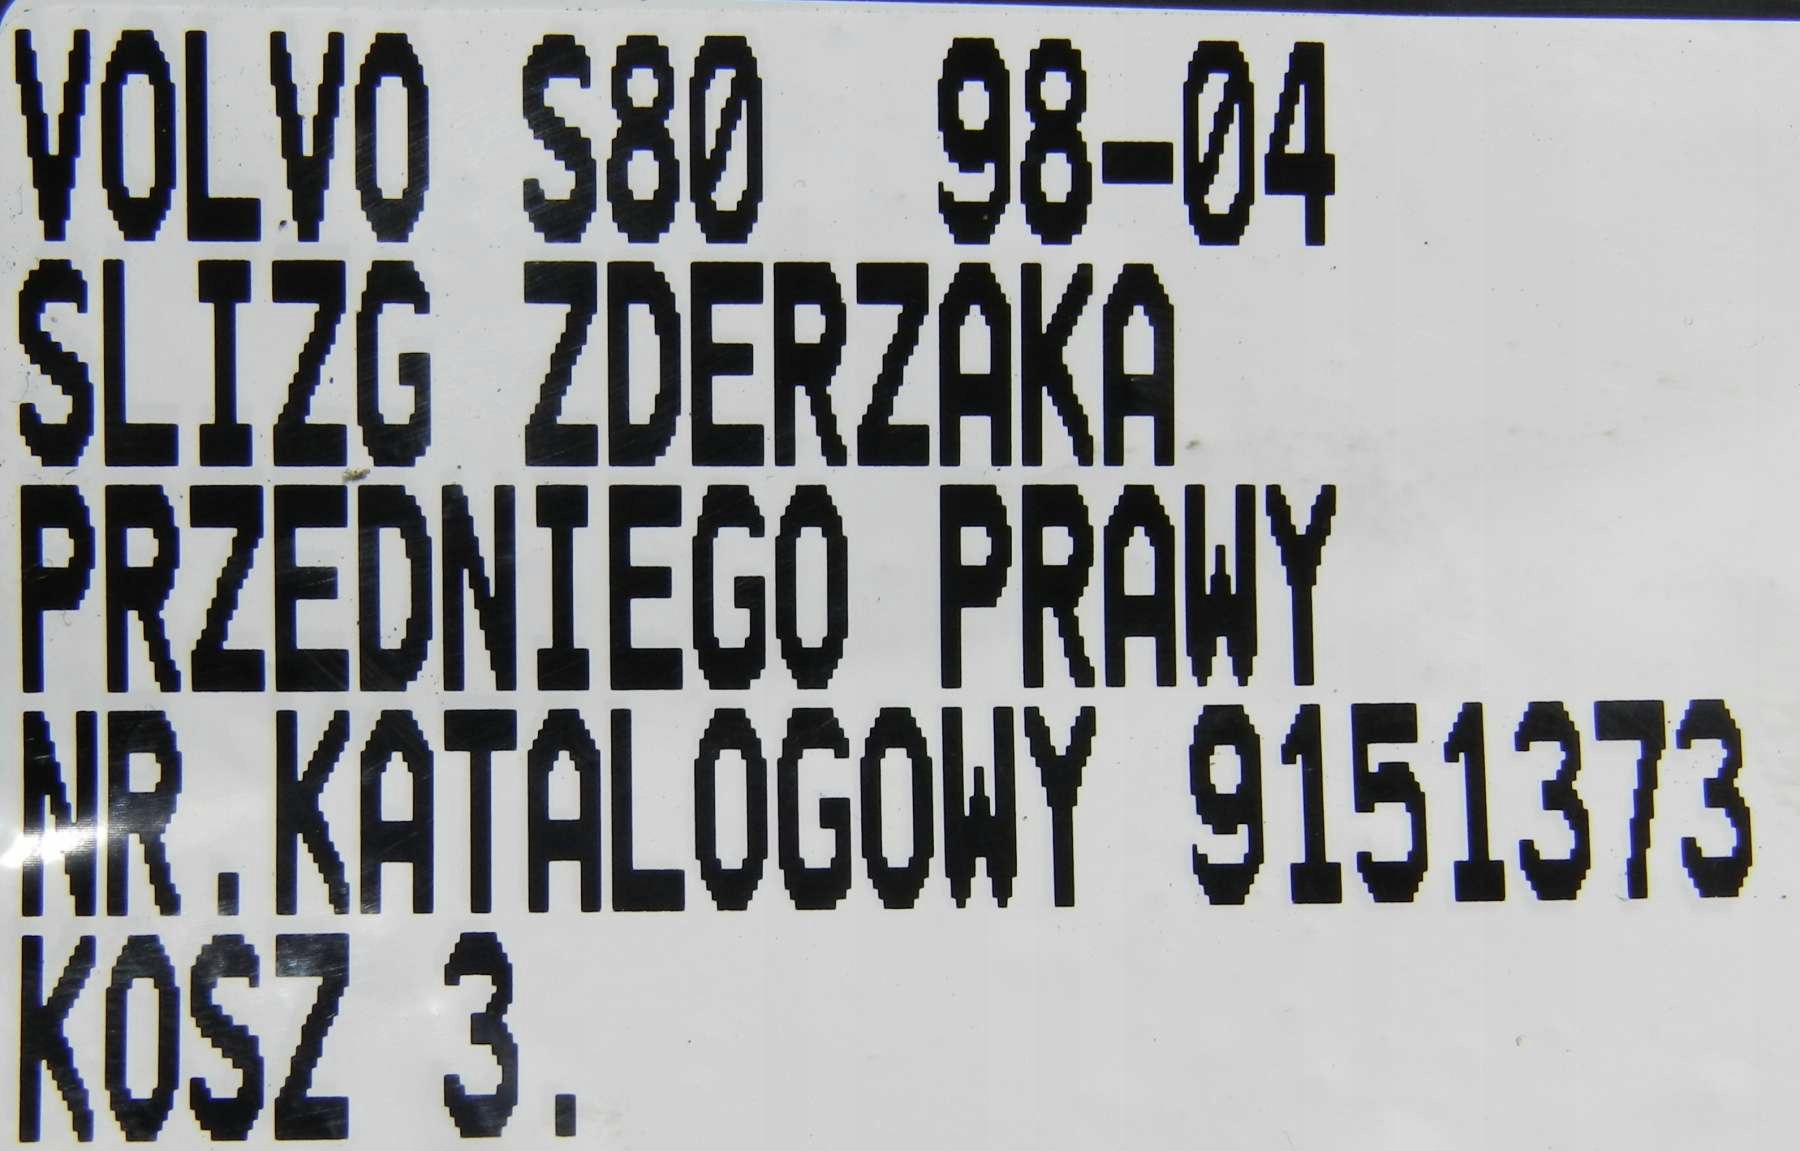 VOLVO S80  98-04
SLIZG ZDERZAKA
PRZEDNIEGO PRAWY
NR.KATALOGOWY 9151373
KOSZ 3.